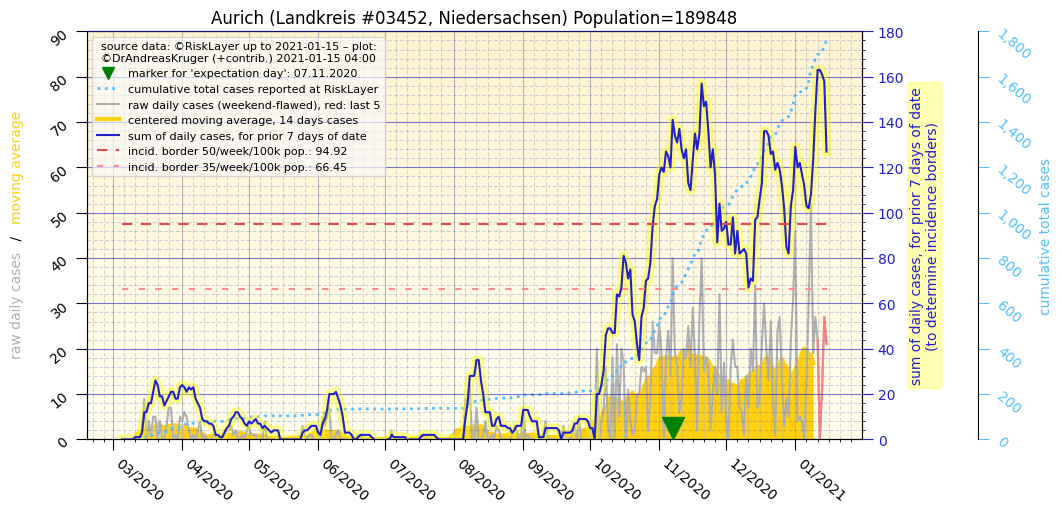 Aurich (Landkreis #03452, Niedersachsen) Population=189848
source data: ©RiskLayer up to 2021-01-15 – plot:
©DrAndreasKruger (+contrib.) 2021-01-15 04:00
marker for 'expectation day': 07.11.2020
cumulative total cases reported at RiskLayer
raw daily cases (weekend-flawed), red: last 5
centered moving average, 14 days cases
sum of daily cases, for prior 7 days of date
incid. border 50/week/100k pop.: 94.92
incid. border 35/week/100k pop.: 66.45
raw daily cases / moving average
90
80
70
60
50
40
30
20
10
0
03/2020
04/2020
05/2020
06/2020
07/2020
08/2020
09/2020
10/2020
11/2020
12/2020
01/2021
180
160
140
120
100
80
60
40
20
0
sum of daily cases, for prior 7 days of date
(to determine incidence borders)
1,800
1,600
1,400
1,200
1,000
800
600
400
200
0
cumulative total cases